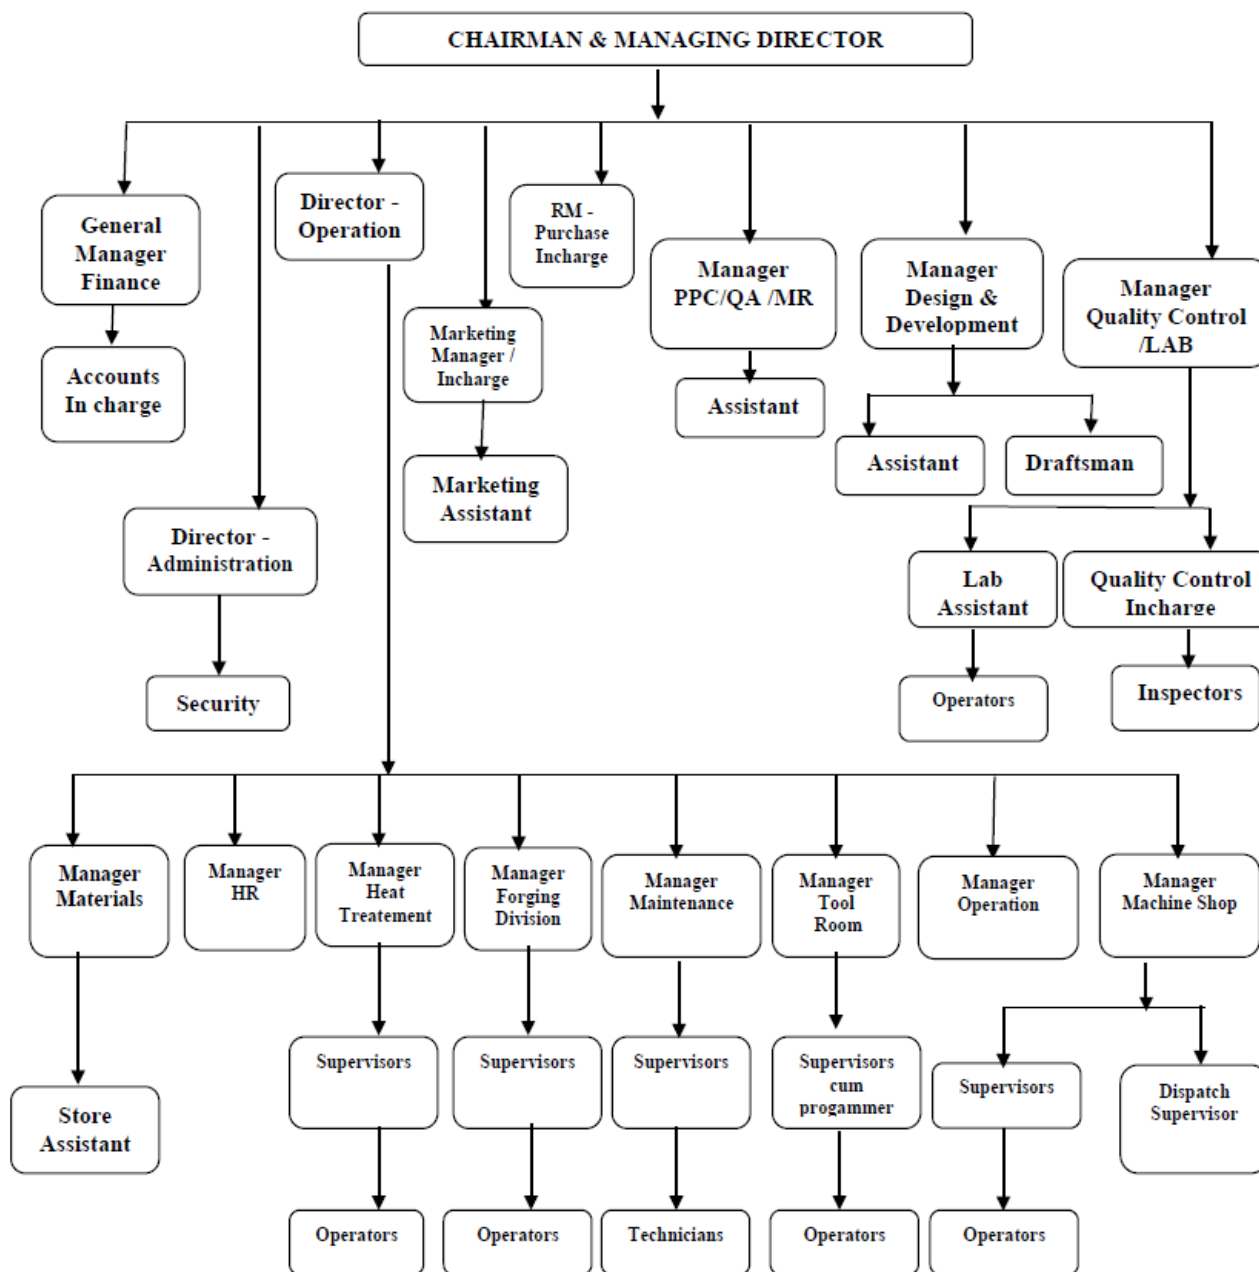 CHAIRMAN & MANAGING DIRECTOR
General
Manager
Finance
Director -
Operation
RM -
Purchase
Incharge
Manager
PPC/QA /MR
Manager
Design &
Development
Manager
Quality Control
/LAB
Marketing
Manager /
Incharge
Accounts
In charge
Assistant
Assistant
Draftsman
Marketing
Assistant
Director -
Administration
Lab
Assistant
Quality Control
Incharge
Security
Operators
Inspectors
Manager
Materials
Manager
HR
Manager
Heat
Treatement
Manager
Forging
Division
Manager
Maintenance
Manager
Tool
Room
Manager
Operation
Manager
Machine Shop
Supervisors
Supervisors
Supervisors
Supervisors
cum
progammer
Supervisors
Dispatch
Supervisor
Store
Assistant
Operators
Operators
Technicians
Operators
Operators